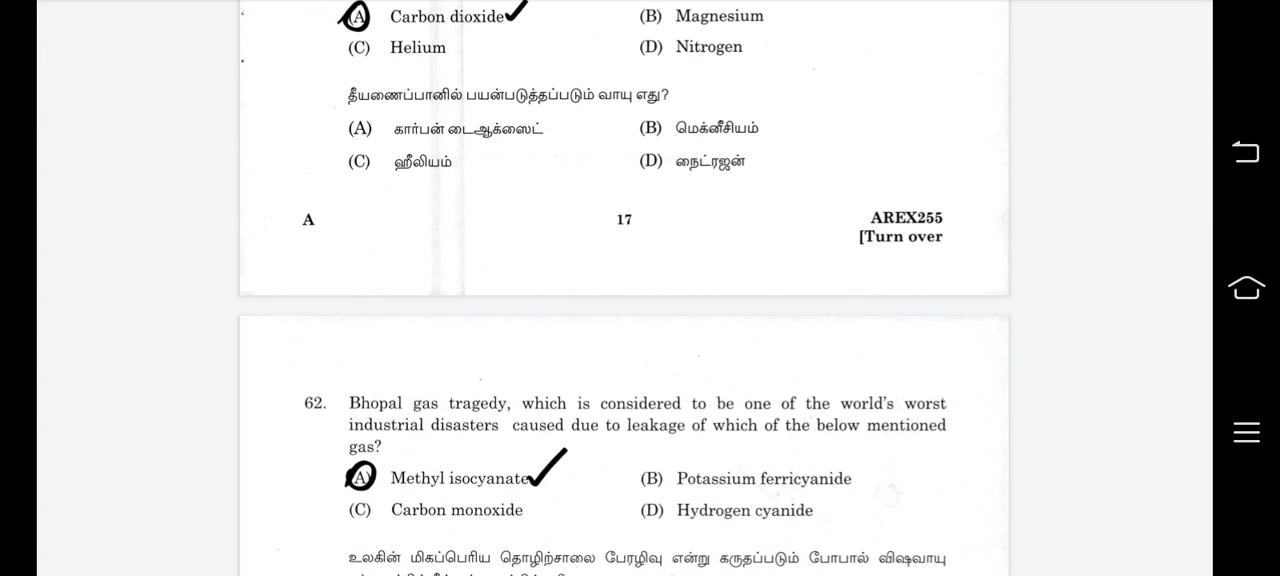 (A) Carbon dioxide (B) Magnesium
(C) Helium (D) Nitrogen
தீயணைப்பானில் பயன்படுத்தப்படும் வாயு எது?
(A) கார்பன் டைஆக்ஸைட் (B) மெக்னீசியம்
(C) ஹீலியம் (D) நைட்ரஜன்
A 17 AREX255
[Turn over
62. Bhopal gas tragedy, which is considered to be one of the world's worst
industrial disasters caused due to leakage of which of the below mentioned
gas?
(A) Methyl isocyanate (B) Potassium ferricyanide
(C) Carbon monoxide (D) Hydrogen cyanide
உலகின் மிகப்பெரிய தொழிற்சாலை பேரழிவு என்று கருதப்படும் போபால் விஷவாயு